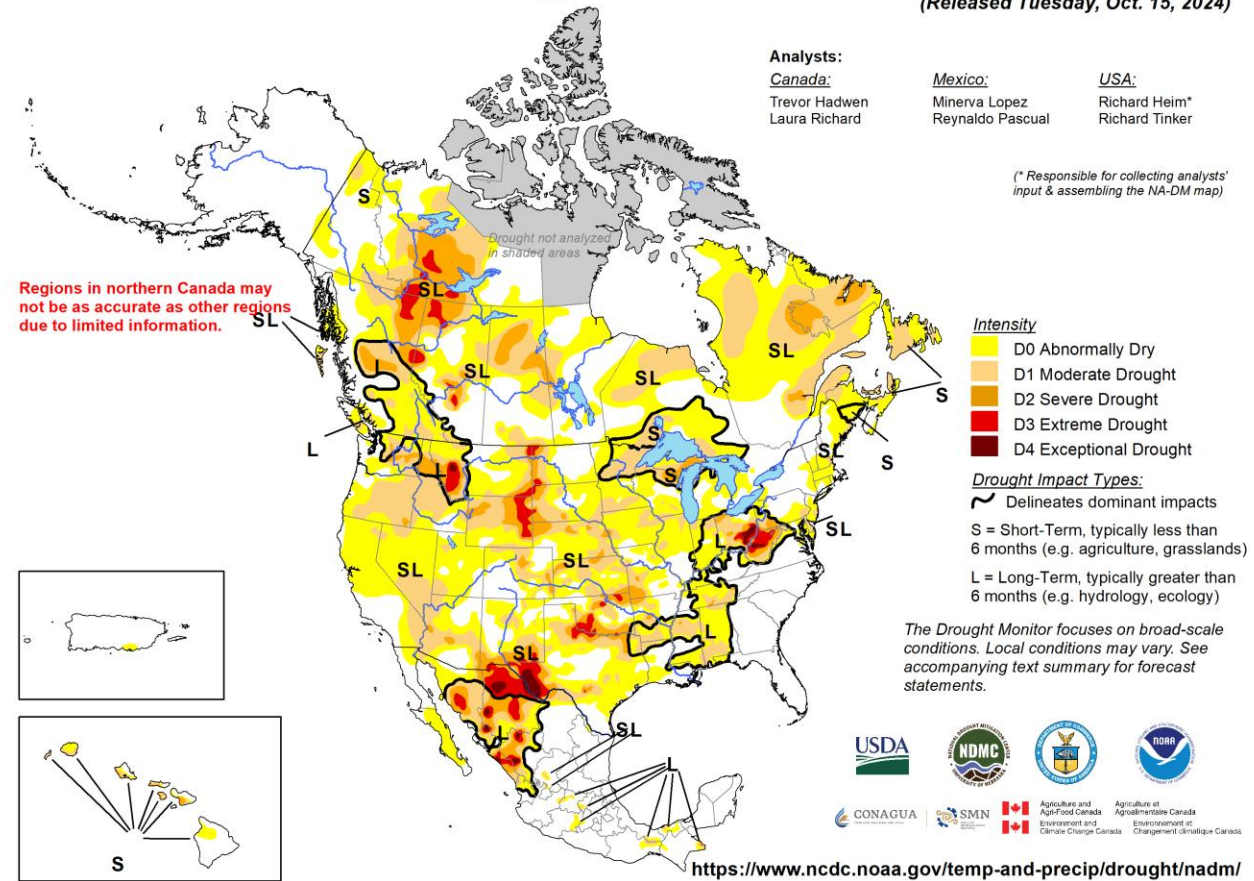 (Released Tuesday, Oct. 15, 2024)
Analysts:
Canada:
Trevor Hadwen
Laura Richard
Mexico:
Minerva Lopez
Reynaldo Pascual
USA:
Richard Heim*
Richard Tinker
(* Responsible for collecting analysts'
input & assembling the NA-DM map)
Drought not analyzed
in shaded areas
Regions in northern Canada may
not be as accurate as other regions
due to limited information.
S
SL
SL
L
SL
SL
SL
S
L
S
S
SL
S
L
SL
L
SL
SL
L
SL
L
SL
L
S
Intensity
D0 Abnormally Dry
D1 Moderate Drought
D2 Severe Drought
D3 Extreme Drought
D4 Exceptional Drought
Drought Impact Types:
Delineates dominant impacts
S = Short-Term, typically less than
6 months (e.g. agriculture, grasslands)
L = Long-Term, typically greater than
6 months (e.g. hydrology, ecology)
The Drought Monitor focuses on broad-scale
conditions. Local conditions may vary. See
accompanying text summary for forecast
statements.
USDA
NDMC
NOAA
CONAGUA
SMN
Agriculture and
Agri-Food Canada
Agriculture et
Agroalimentaire Canada
Environment and
Climate Change Canada
Environnement et
Changement climatique Canada
https://www.ncdc.noaa.gov/temp-and-precip/drought/nadm/